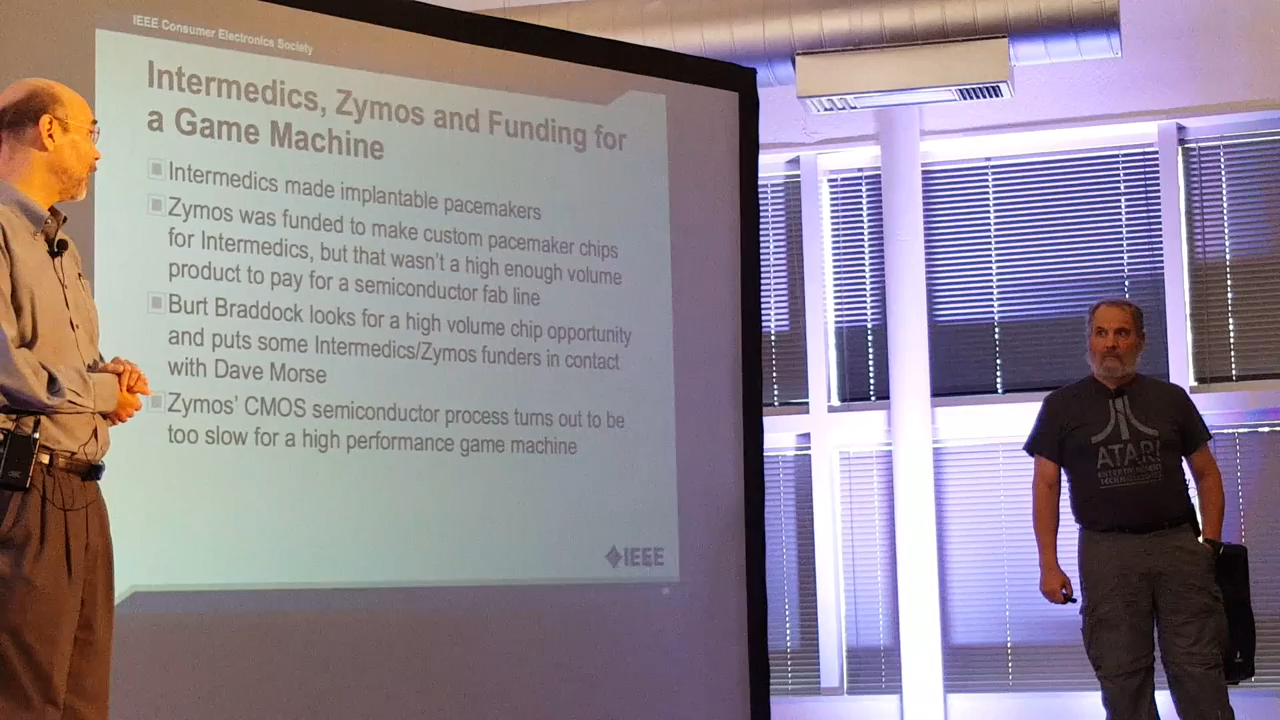 IEEE Consumer Electronics Society
Intermedics, Zymos and Funding for
a Game Machine
Intermedics made implantable pacemakers
Zymos was funded to make custom pacemaker chips
for Intermedics, but that wasn't a high enough volume
product to pay for a semiconductor fab line
Burt Braddock looks for a high volume chip opportunity
and puts some Intermedics/Zymos funders in contact
with Dave Morse
Zymos' CMOS semiconductor process turns out to be
too slow for a high performance game machine
IEEE
ATARI